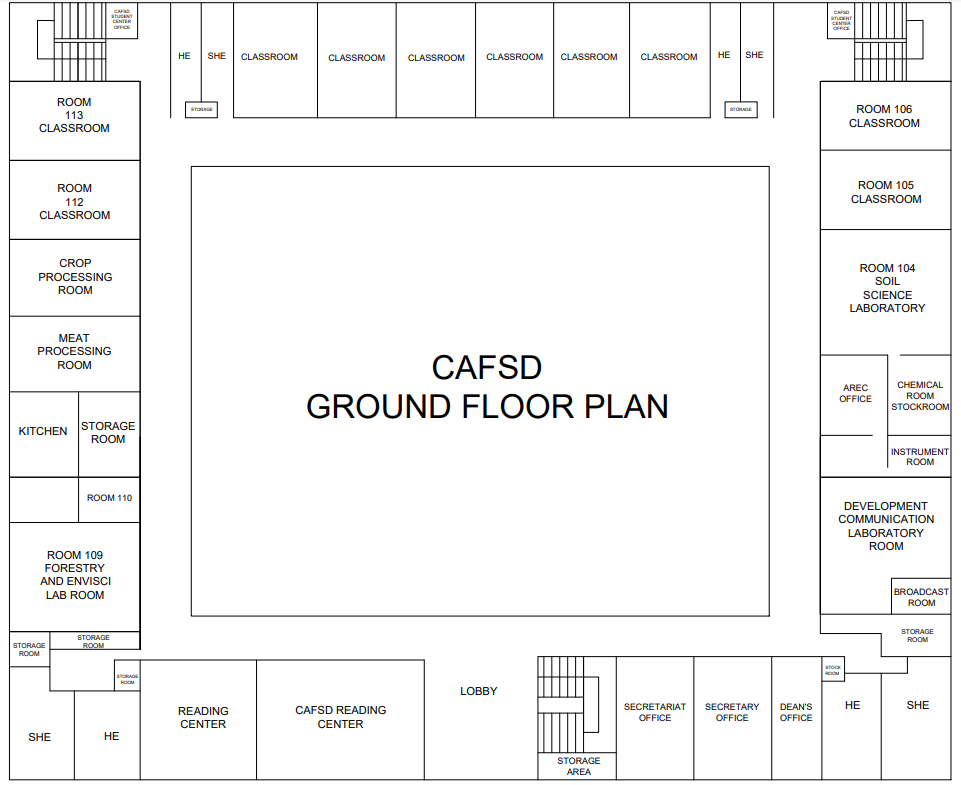 CAFSD
STUDENT
CENTER
OFFICE
HE
SHE
STORAGE
CLASSROOM
CLASSROOM
CLASSROOM
CLASSROOM
CLASSROOM
CLASSROOM
HE
SHE
STORAGE
CAFSD
STUDENT
CENTER
OFFICE
ROOM
113
CLASSROOM
ROOM
112
CLASSROOM
CROP
PROCESSING
ROOM
MEAT
PROCESSING
ROOM
KITCHEN
STORAGE
ROOM
ROOM 110
ROOM 109
FORESTRY
AND ENVISCI
LAB ROOM
STORAGE
ROOM
STORAGE
ROOM
STORAGE
ROOM
SHE
HE
CAFSD
GROUND FLOOR PLAN
ROOM 106
CLASSROOM
ROOM 105
CLASSROOM
ROOM 104
SOIL
SCIENCE
LABORATORY
AREC
OFFICE
CHEMICAL
ROOM
STOCKROOM
INSTRUMENT
ROOM
DEVELOPMENT
COMMUNICATION
LABORATORY
ROOM
BROADCAST
ROOM
STORAGE
ROOM
READING
CENTER
CAFSD READING
CENTER
LOBBY
STORAGE
AREA
SECRETARIAT
OFFICE
SECRETARY
OFFICE
DEAN'S
OFFICE
STOCK
ROOM
HE
SHE